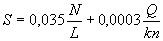 S = 0,035 N/L + 0,0003 Q/kn